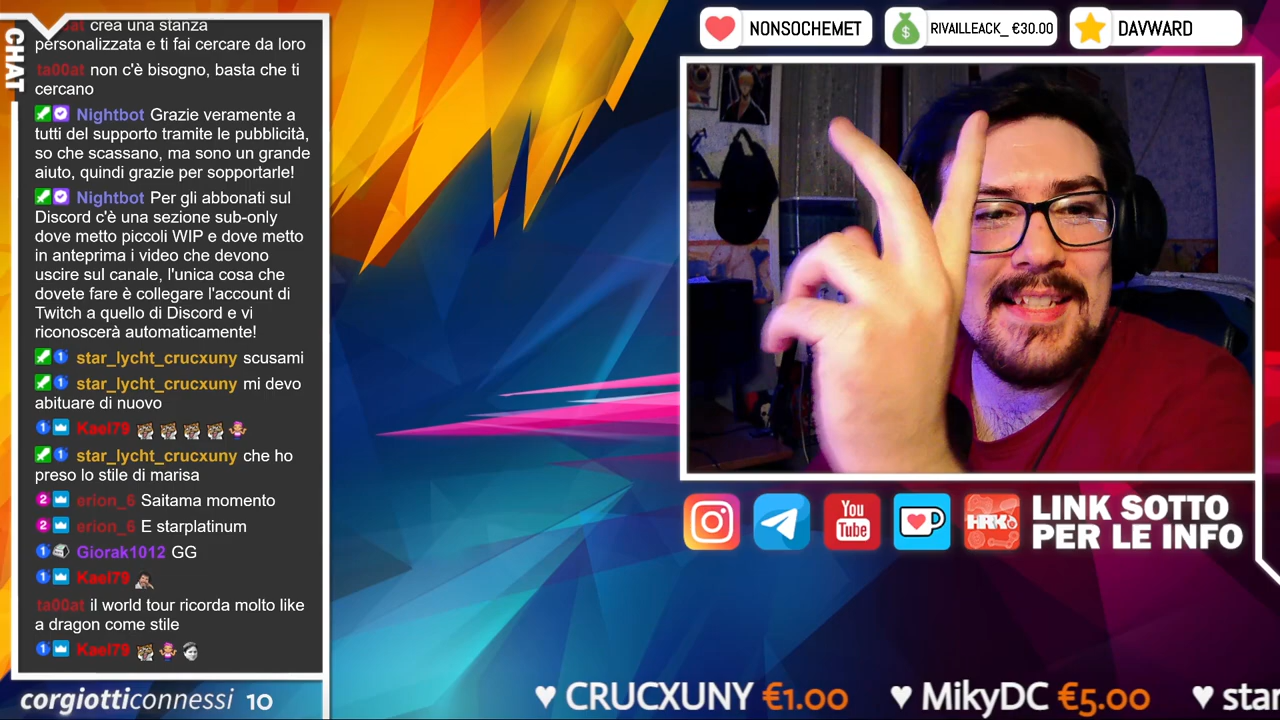 CHAT
crea una stanza
personalizzata e ti fai cercare da loro
ta00at non c'è bisogno, basta che ti
cercano
Nightbot Grazie veramente a
tutti del supporto tramite le pubblicità,
so che scassano, ma sono un grande
aiuto, quindi grazie per sopportarle!
Nightbot Per gli abbonati sul
Discord c'è una sezione sub-only
dove metto piccoli WIP e dove metto
in anteprima i video che devono
uscire sul canale, l'unica cosa che
dovete fare è collegare l'account di
Twitch a quello di Discord e vi
riconoscerà automaticamente!
star_lycht_crucxuny scusami
star_lycht_crucxuny mi devo
abituare di nuovo
Kael79
star_lycht_crucxuny che ho
preso lo stile di marisa
erion_6 Saitama momento
erion_6 E starplatinum
Giorak1012 GG
Kael79
ta00at il world tour ricorda molto like
a dragon come stile
Kael79
corgiotticonnessi 10
NONSOCHEMET
RIVAILLEACK_ €30.00
DAVWARD
You
Tube
HRK
LINK SOTTO
PER LE INFO
♥ CRUCXUNY €1.00 ♥ MikyDC €5.00 ♥ star